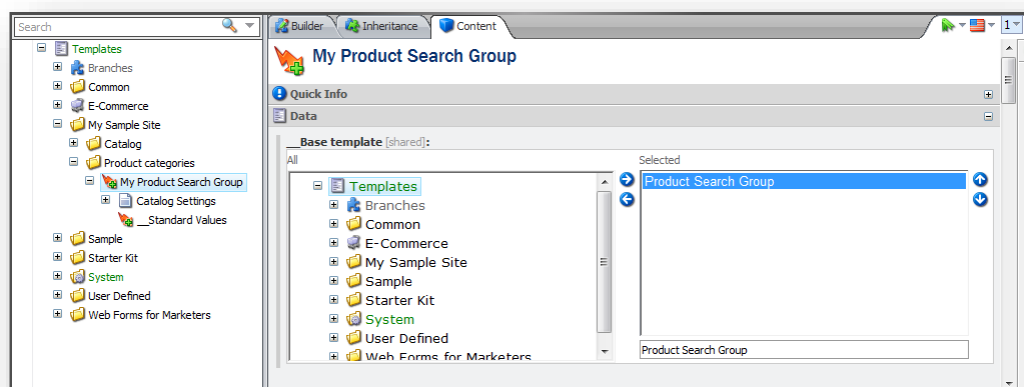 Search
Templates
Branches
Common
E-Commerce
My Sample Site
Catalog
Product categories
My Product Search Group
Catalog Settings
__Standard Values
Sample
Starter Kit
System
User Defined
Web Forms for Marketers
Builder
Inheritance
Content
1
My Product Search Group
Quick Info
Data
__Base template [shared]:
All
Templates
Branches
Common
E-Commerce
My Sample Site
Sample
Starter Kit
System
User Defined
Web Forms for Marketers
Selected
Product Search Group
Product Search Group